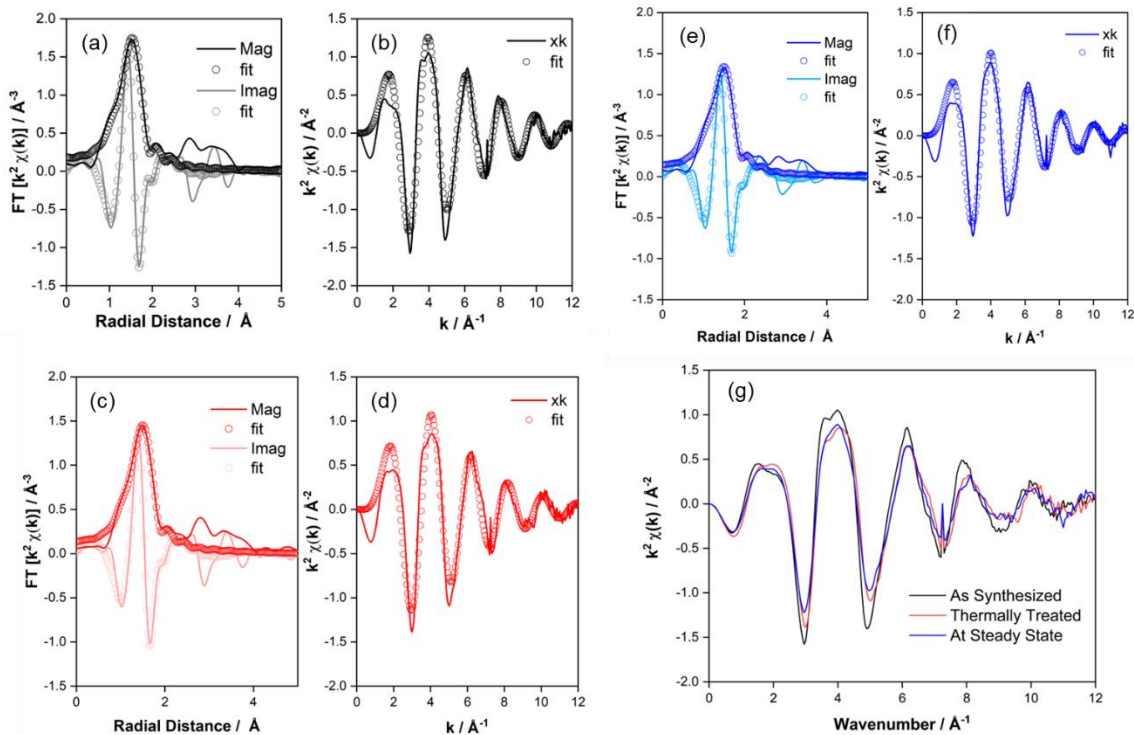 (a)
Mag
fit
Imag
fit
FT [k² χ(k)] / Å⁻³
2.0
1.5
1.0
0.5
0.0
-0.5
-1.0
-1.5
0 1 2 3 4 5
Radial Distance / Å
(b)
xk
fit
k² χ(k) / Å⁻²
1.5
1.0
0.5
0.0
-0.5
-1.0
-1.5
-2.0
0 2 4 6 8 10 12
k / Å⁻¹
(e)
Mag
fit
Imag
fit
FT [k² χ(k)] / Å⁻³
2.0
1.5
1.0
0.5
0.0
-0.5
-1.0
-1.5
0 2 4
Radial Distance / Å
(f)
xk
fit
k² χ(k) / Å⁻²
1.5
1.0
0.5
0.0
-0.5
-1.0
-1.5
-2.0
0 2 4 6 8 10 12
k / Å⁻¹
(c)
Mag
fit
Imag
fit
FT [k² χ(k)] / Å⁻³
2.0
1.5
1.0
0.5
0.0
-0.5
-1.0
-1.5
0 2 4
Radial Distance / Å
(d)
xk
fit
k² χ(k) / Å⁻²
1.5
1.0
0.5
0.0
-0.5
-1.0
-1.5
-2.0
0 2 4 6 8 10 12
k / Å⁻¹
(g)
As Synthesized
Thermally Treated
At Steady State
k² χ(k) / Å⁻²
1.5
1.0
0.5
0.0
-0.5
-1.0
-1.5
-2.0
0 2 4 6 8 10 12
Wavenumber / Å⁻¹